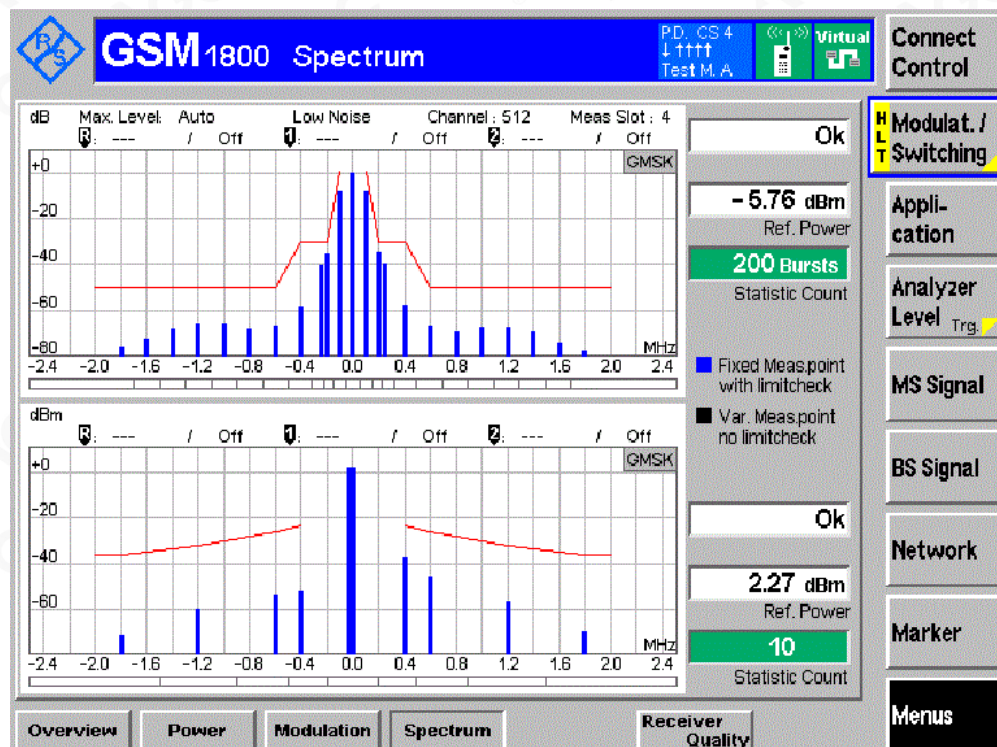 R/S
GSM 1800 Spectrum
P.D. CS 4
Test M. A
Virtual
Connect Control
dB Max. Level: Auto Low Noise Channel : 512 Meas Slot : 4
R: --- / Off 1: --- / Off 2: --- / Off
GMSK
+0
-20
-40
-60
-80
MHz
-2.4 -2.0 -1.6 -1.2 -0.8 -0.4 0.0 0.4 0.8 1.2 1.6 2.0 2.4
Ok
-5.76 dBm
Ref. Power
200 Bursts
Statistic Count
Fixed Meas.point
with limitcheck
Var. Meas.point
no limitcheck
dBm
R: --- / Off 1: --- / Off 2: --- / Off
GMSK
+0
-20
-40
-60
MHz
-2.4 -2.0 -1.6 -1.2 -0.8 -0.4 0.0 0.4 0.8 1.2 1.6 2.0 2.4
Ok
2.27 dBm
Ref. Power
10
Statistic Count
HLT
Modulat. /
Switching
Appli-
cation
Analyzer
Level Trg.
MS Signal
BS Signal
Network
Marker
Menus
Overview Power Modulation Spectrum Receiver
Quality